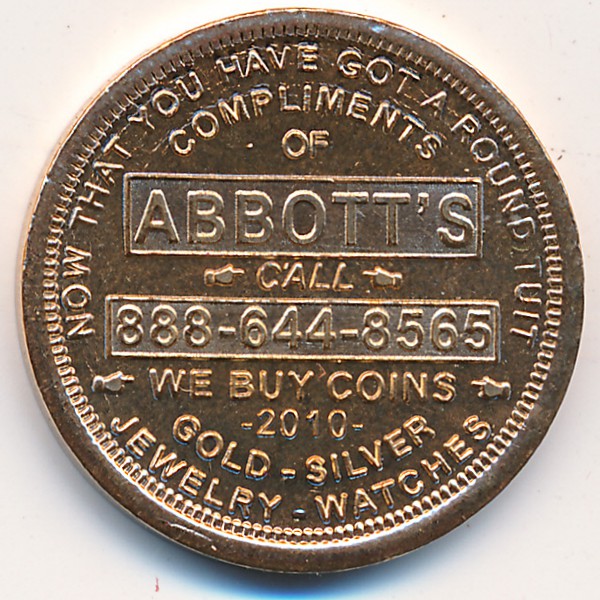 NOW THAT YOU HAVE GOT A ROUND TUIT
COMPLIMENTS
OF
ABBOTT'S
CALL
888-644-8565
WE BUY COINS
-2010-
GOLD - SILVER
JEWELRY - WATCHES